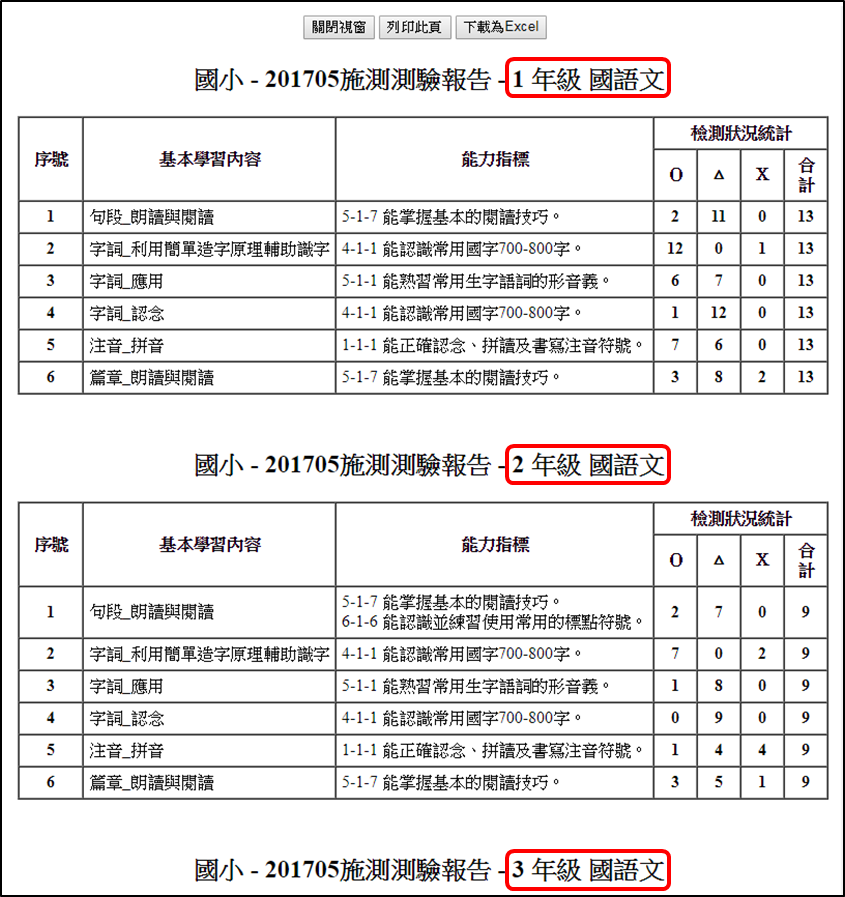 關閉視窗 列印此頁 下載為Excel
國小 - 201705施測測驗報告 - 1 年級 國語文
序號 基本學習內容 能力指標 檢測狀況統計
O △ X 合計
1 句段_朗讀與閱讀 5-1-7 能掌握基本的閱讀技巧。 2 11 0 13
2 字詞_利用簡單造字原理輔助識字 4-1-1 能認識常用國字700-800字。 12 0 1 13
3 字詞_應用 5-1-1 能熟習常用生字語詞的形音義。 6 7 0 13
4 字詞_認念 4-1-1 能認識常用國字700-800字。 1 12 0 13
5 注音_拼音 1-1-1 能正確認念、拼讀及書寫注音符號。 7 6 0 13
6 篇章_朗讀與閱讀 5-1-7 能掌握基本的閱讀技巧。 3 8 2 13
國小 - 201705施測測驗報告 - 2 年級 國語文
序號 基本學習內容 能力指標 檢測狀況統計
O △ X 合計
1 句段_朗讀與閱讀 5-1-7 能掌握基本的閱讀技巧。
6-1-6 能認識並練習使用常用的標點符號。 2 7 0 9
2 字詞_利用簡單造字原理輔助識字 4-1-1 能認識常用國字700-800字。 7 0 2 9
3 字詞_應用 5-1-1 能熟習常用生字語詞的形音義。 1 8 0 9
4 字詞_認念 4-1-1 能認識常用國字700-800字。 0 9 0 9
5 注音_拼音 1-1-1 能正確認念、拼讀及書寫注音符號。 1 4 4 9
6 篇章_朗讀與閱讀 5-1-7 能掌握基本的閱讀技巧。 3 5 1 9
國小 - 201705施測測驗報告 - 3 年級 國語文